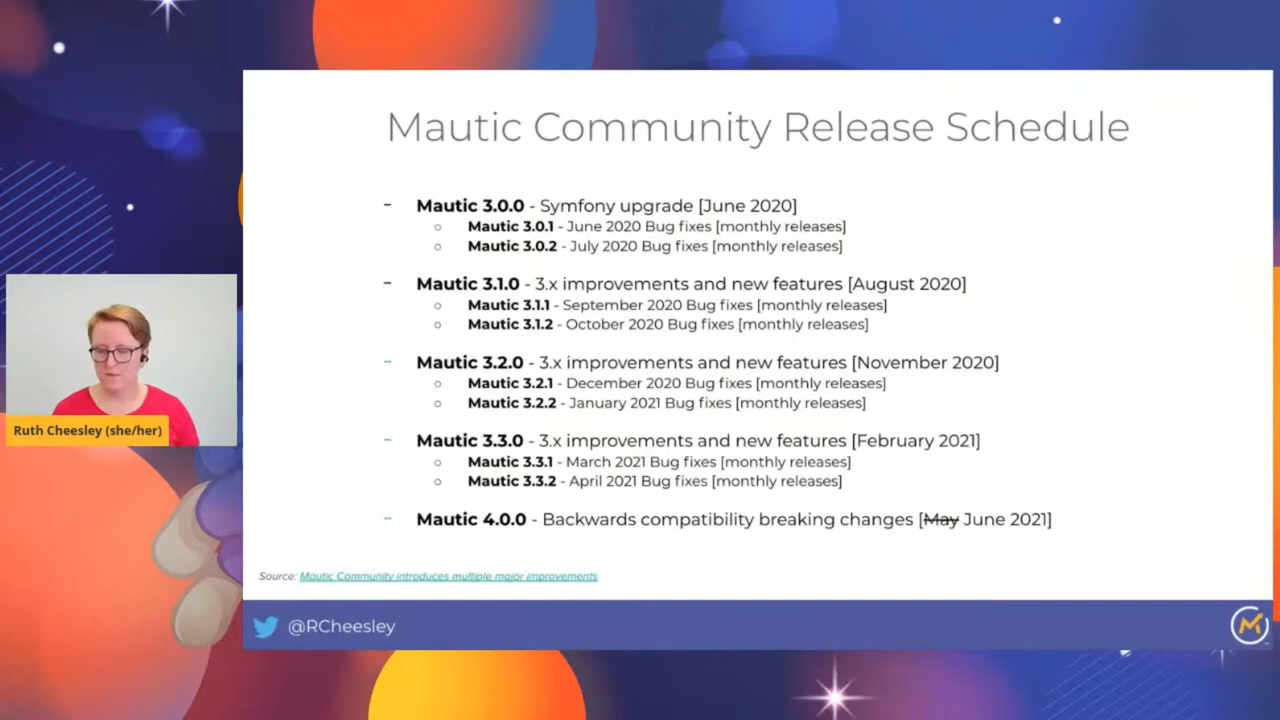 Mautic Community Release Schedule
- Mautic 3.0.0 - Symfony upgrade [June 2020]
○ Mautic 3.0.1 - June 2020 Bug fixes [monthly releases]
○ Mautic 3.0.2 - July 2020 Bug fixes [monthly releases]
- Mautic 3.1.0 - 3.x improvements and new features [August 2020]
○ Mautic 3.1.1 - September 2020 Bug fixes [monthly releases]
○ Mautic 3.1.2 - October 2020 Bug fixes [monthly releases]
- Mautic 3.2.0 - 3.x improvements and new features [November 2020]
○ Mautic 3.2.1 - December 2020 Bug fixes [monthly releases]
○ Mautic 3.2.2 - January 2021 Bug fixes [monthly releases]
- Mautic 3.3.0 - 3.x improvements and new features [February 2021]
○ Mautic 3.3.1 - March 2021 Bug fixes [monthly releases]
○ Mautic 3.3.2 - April 2021 Bug fixes [monthly releases]
- Mautic 4.0.0 - Backwards compatibility breaking changes [May June 2021]
Source: Mautic Community introduces multiple major improvements
@RCheesley
Ruth Cheesley (she/her)